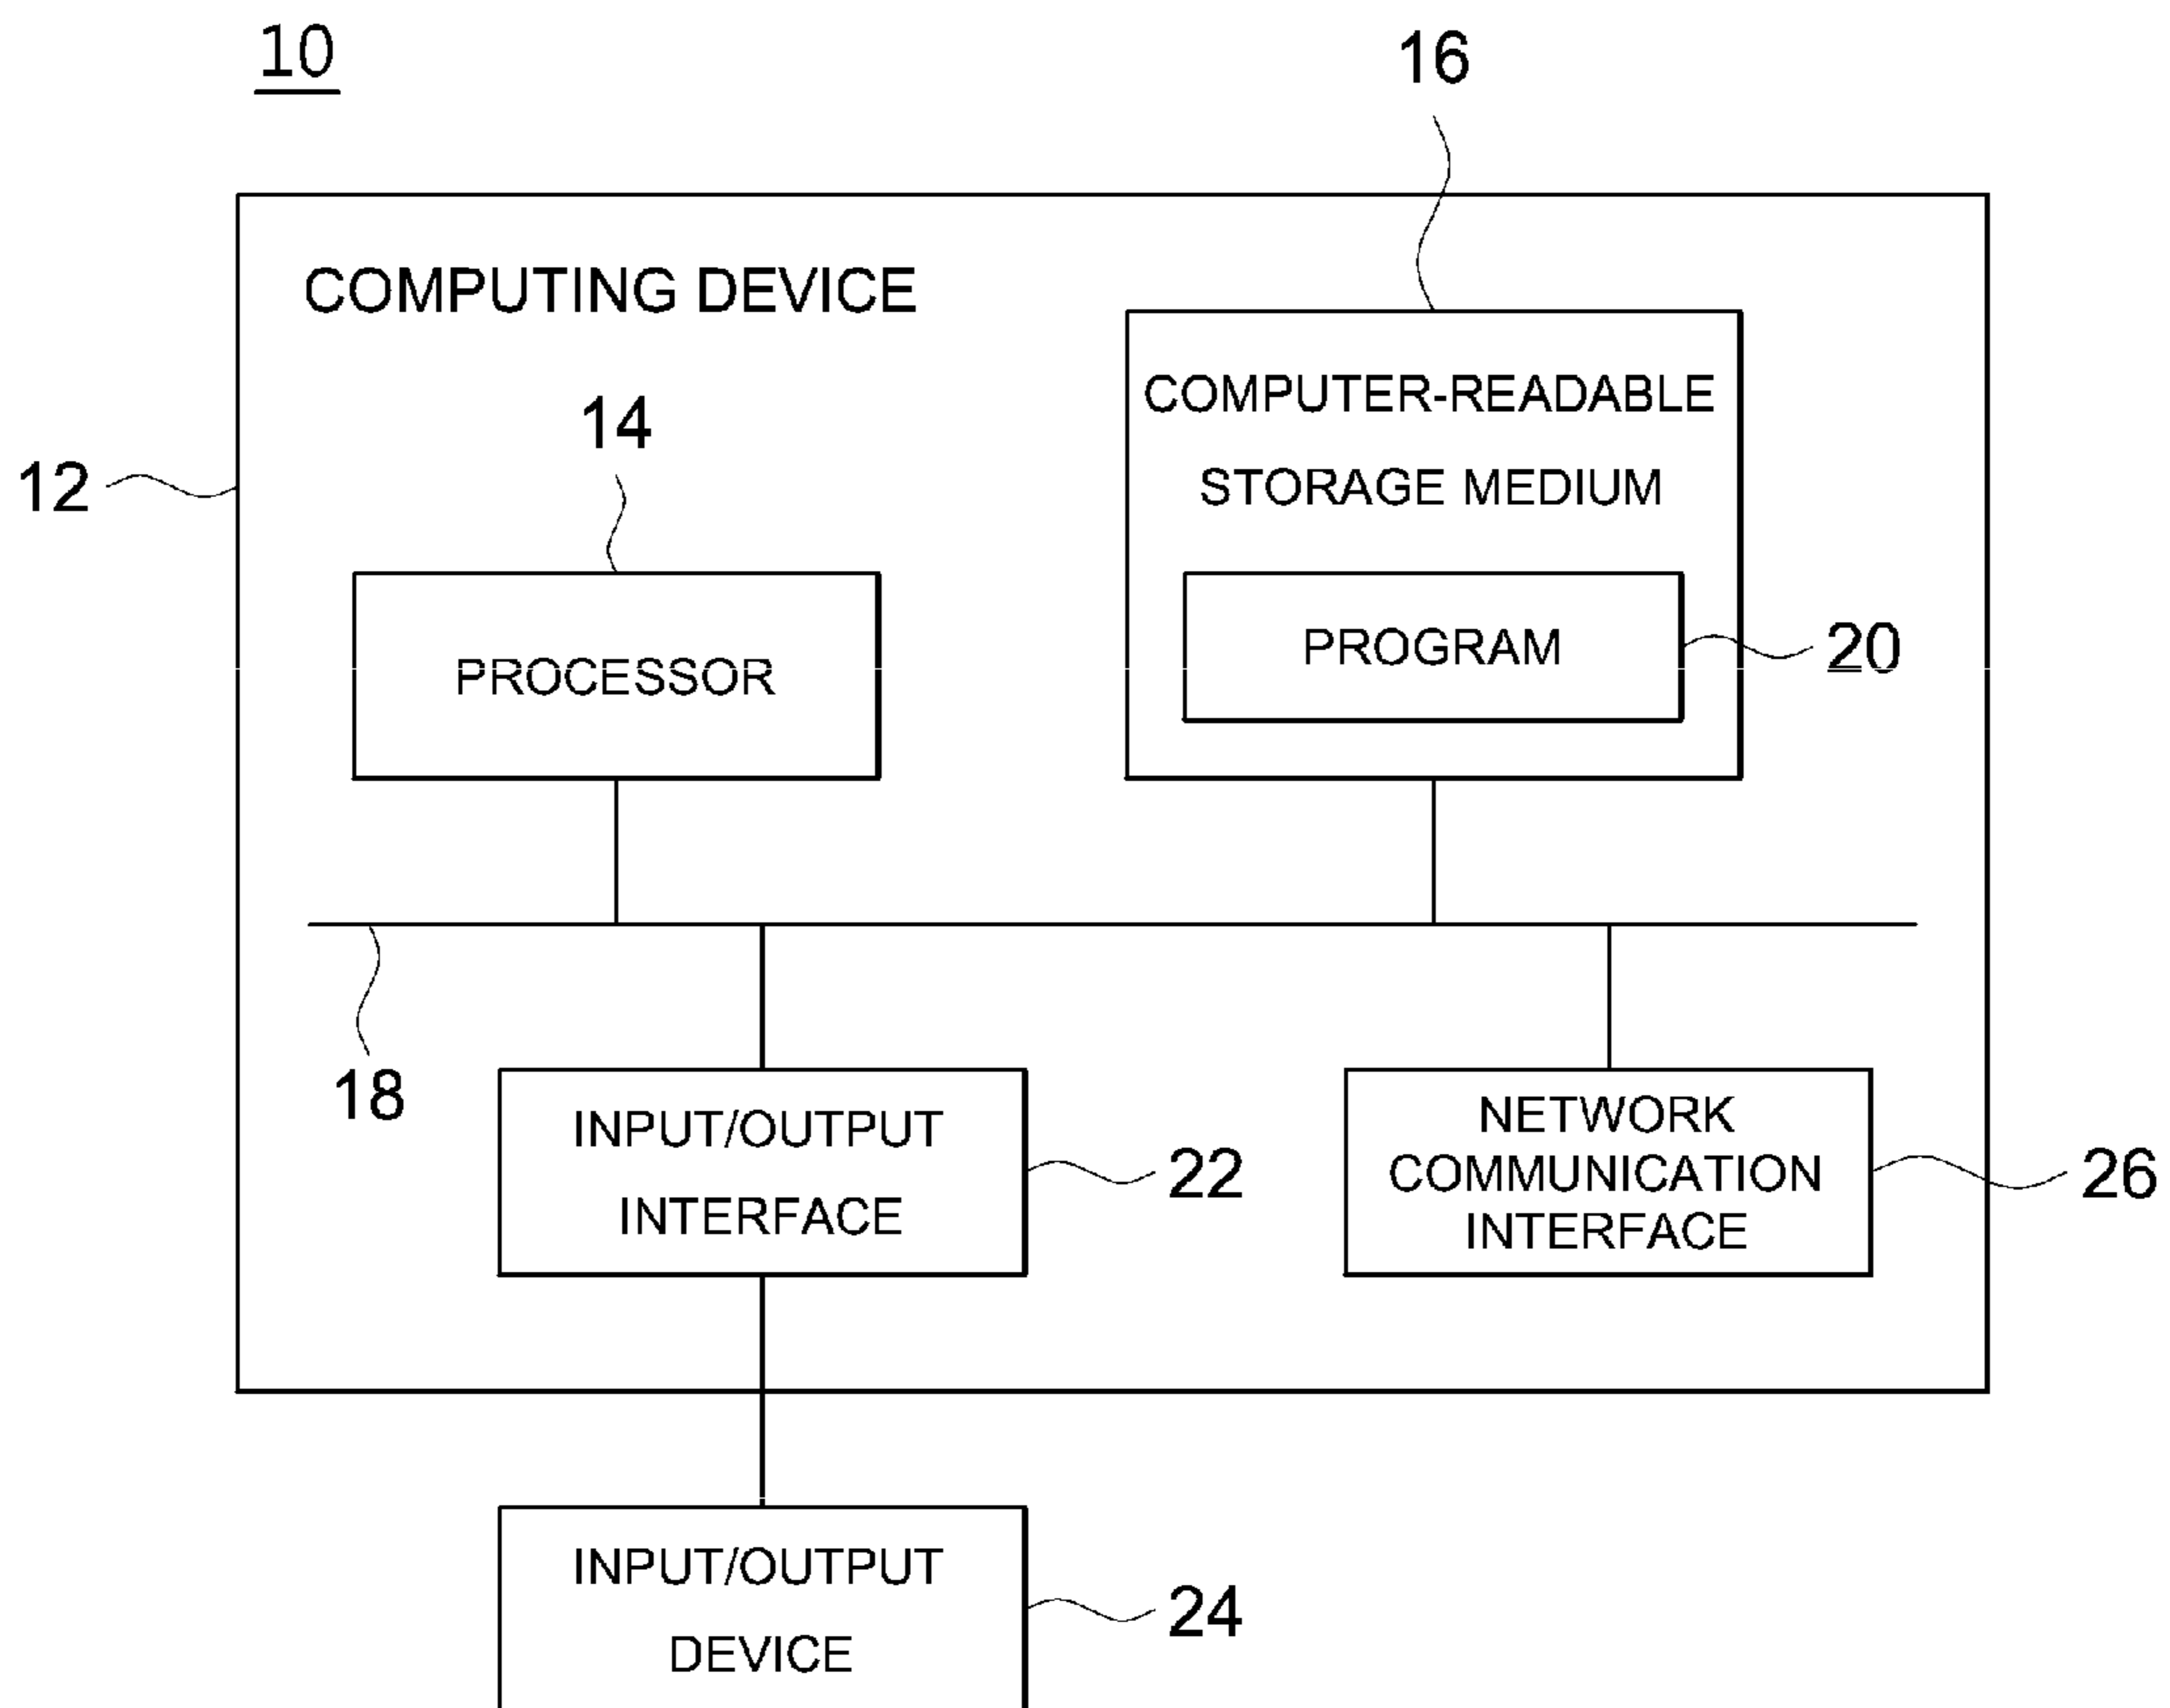 10
16
COMPUTING DEVICE
COMPUTER-READABLE
STORAGE MEDIUM
14
12
PROGRAM
20
PROCESSOR
18
INPUT/OUTPUT
INTERFACE
22
NETWORK
COMMUNICATION
INTERFACE
26
INPUT/OUTPUT
DEVICE
24